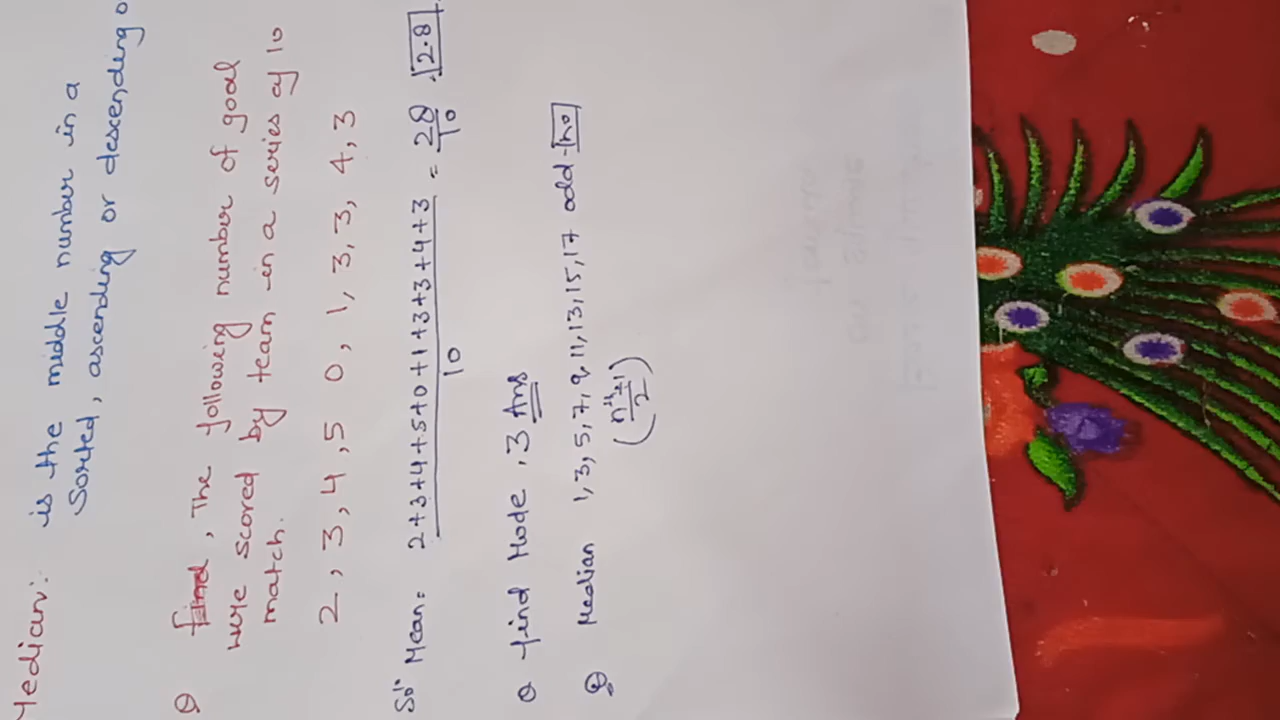 Median: is the middle number in a
Sorted, ascending or descending o
Q find, The following number of goal
were scored by team in a series of 10
match.
2, 3, 4, 5 0, 1, 3, 3, 4, 3
Solⁿ Mean = 2+3+4+5+0+1+3+3+4+3 / 10 = 28/10 . 2.8
Q find Mode . 3 Ans
Q Median 1, 3, 5, 7, 9, 11, 13, 15, 17 odd no
(nᵗʰ+1 / 2)